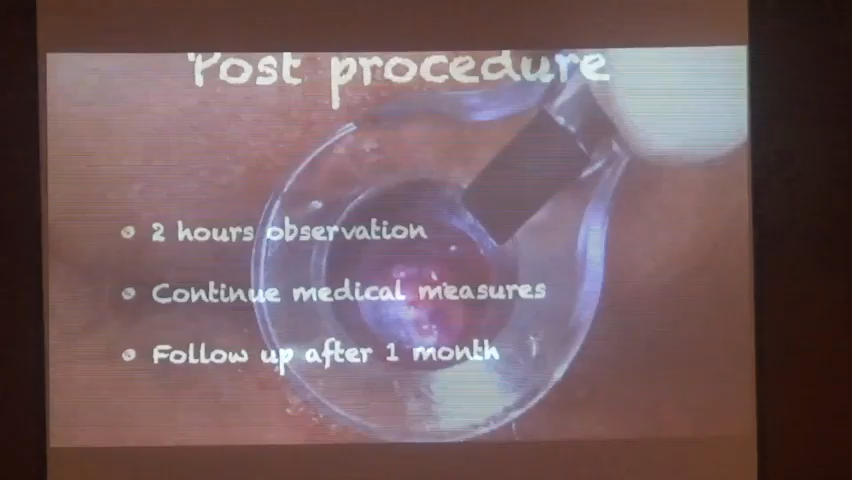 Post procedure
2 hours observation
Continue medical measures
Follow up after 1 month